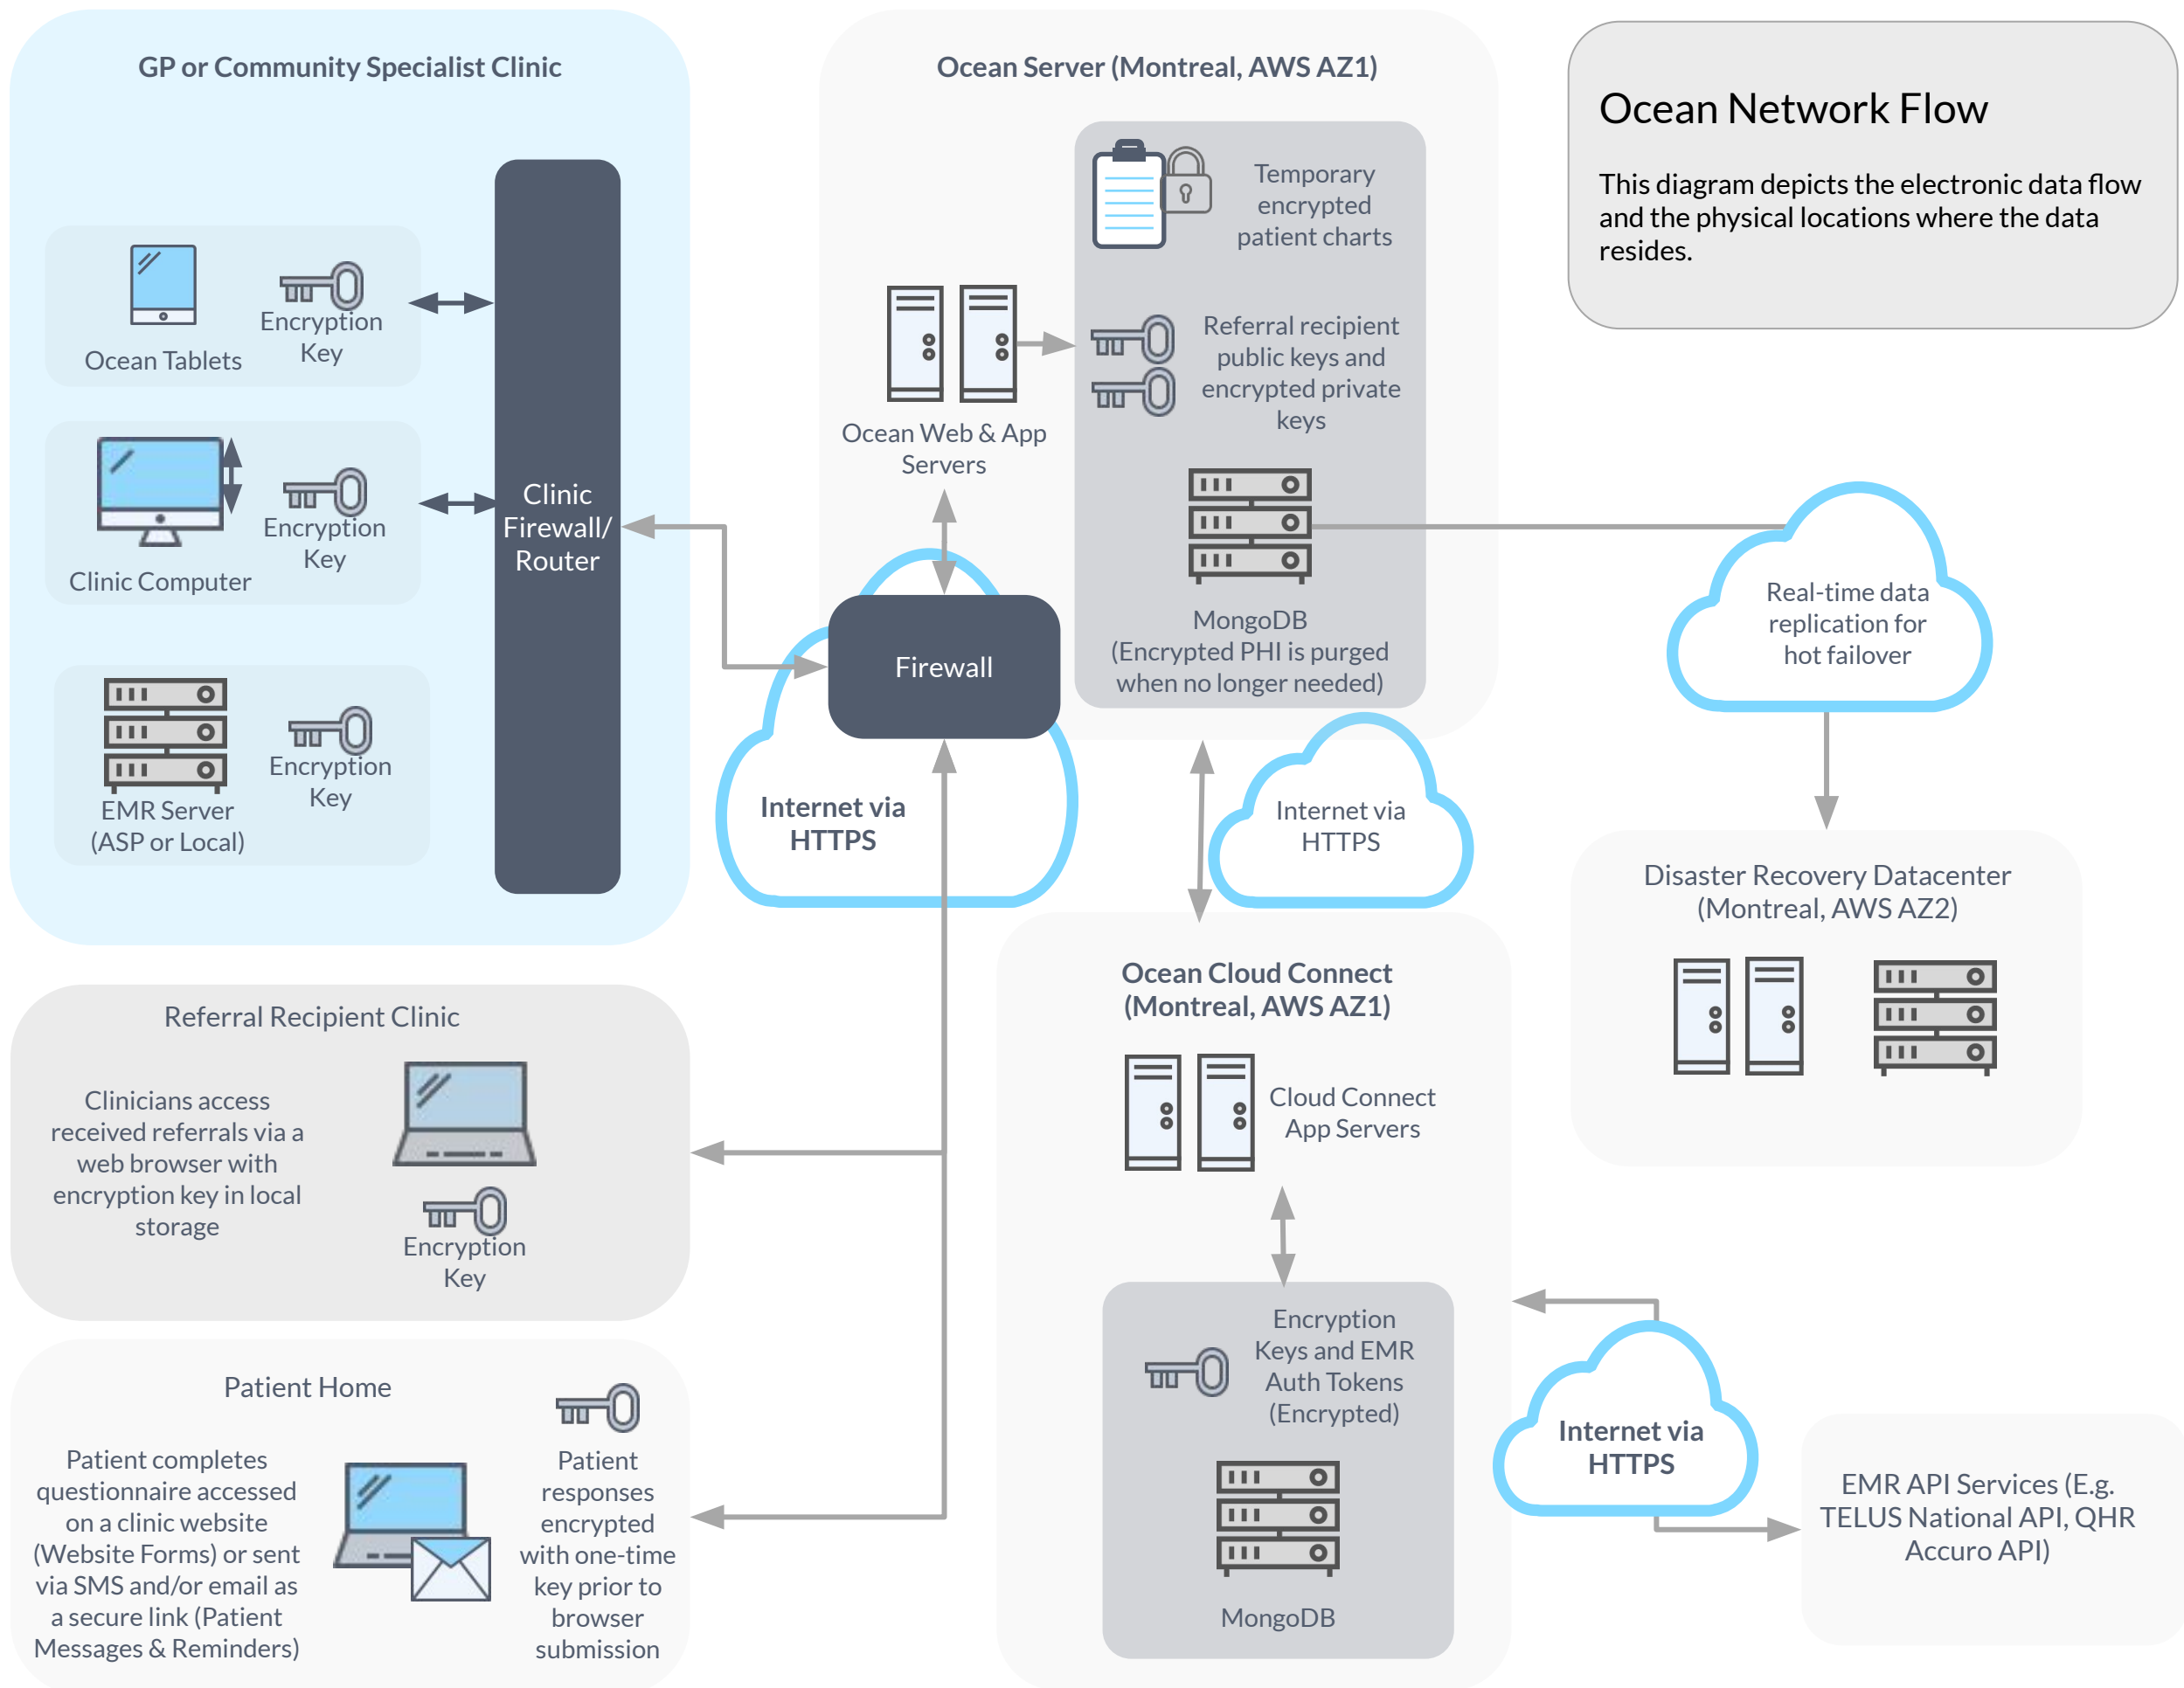 GP or Community Specialist Clinic
Ocean Tablets
Encryption
Key
Clinic Computer
Encryption
Key
EMR Server
(ASP or Local)
Encryption
Key
Clinic
Firewall/
Router
Ocean Server (Montreal, AWS AZ1)
Temporary
encrypted
patient charts
Referral recipient
public keys and
encrypted private
keys
Ocean Web & App
Servers
MongoDB
(Encrypted PHI is purged
when no longer needed)
Firewall
Internet via
HTTPS
Internet via
HTTPS
Ocean Network Flow
This diagram depicts the electronic data flow
and the physical locations where the data
resides.
Real-time data
replication for
hot failover
Disaster Recovery Datacenter
(Montreal, AWS AZ2)
Referral Recipient Clinic
Clinicians access
received referrals via a
web browser with
encryption key in local
storage
Encryption
Key
Patient Home
Patient completes
questionnaire accessed
on a clinic website
(Website Forms) or sent
via SMS and/or email as
a secure link (Patient
Messages & Reminders)
Patient
responses
encrypted
with one-time
key prior to
browser
submission
Ocean Cloud Connect
(Montreal, AWS AZ1)
Cloud Connect
App Servers
Encryption
Keys and EMR
Auth Tokens
(Encrypted)
MongoDB
Internet via
HTTPS
EMR API Services (E.g.
TELUS National API, QHR
Accuro API)